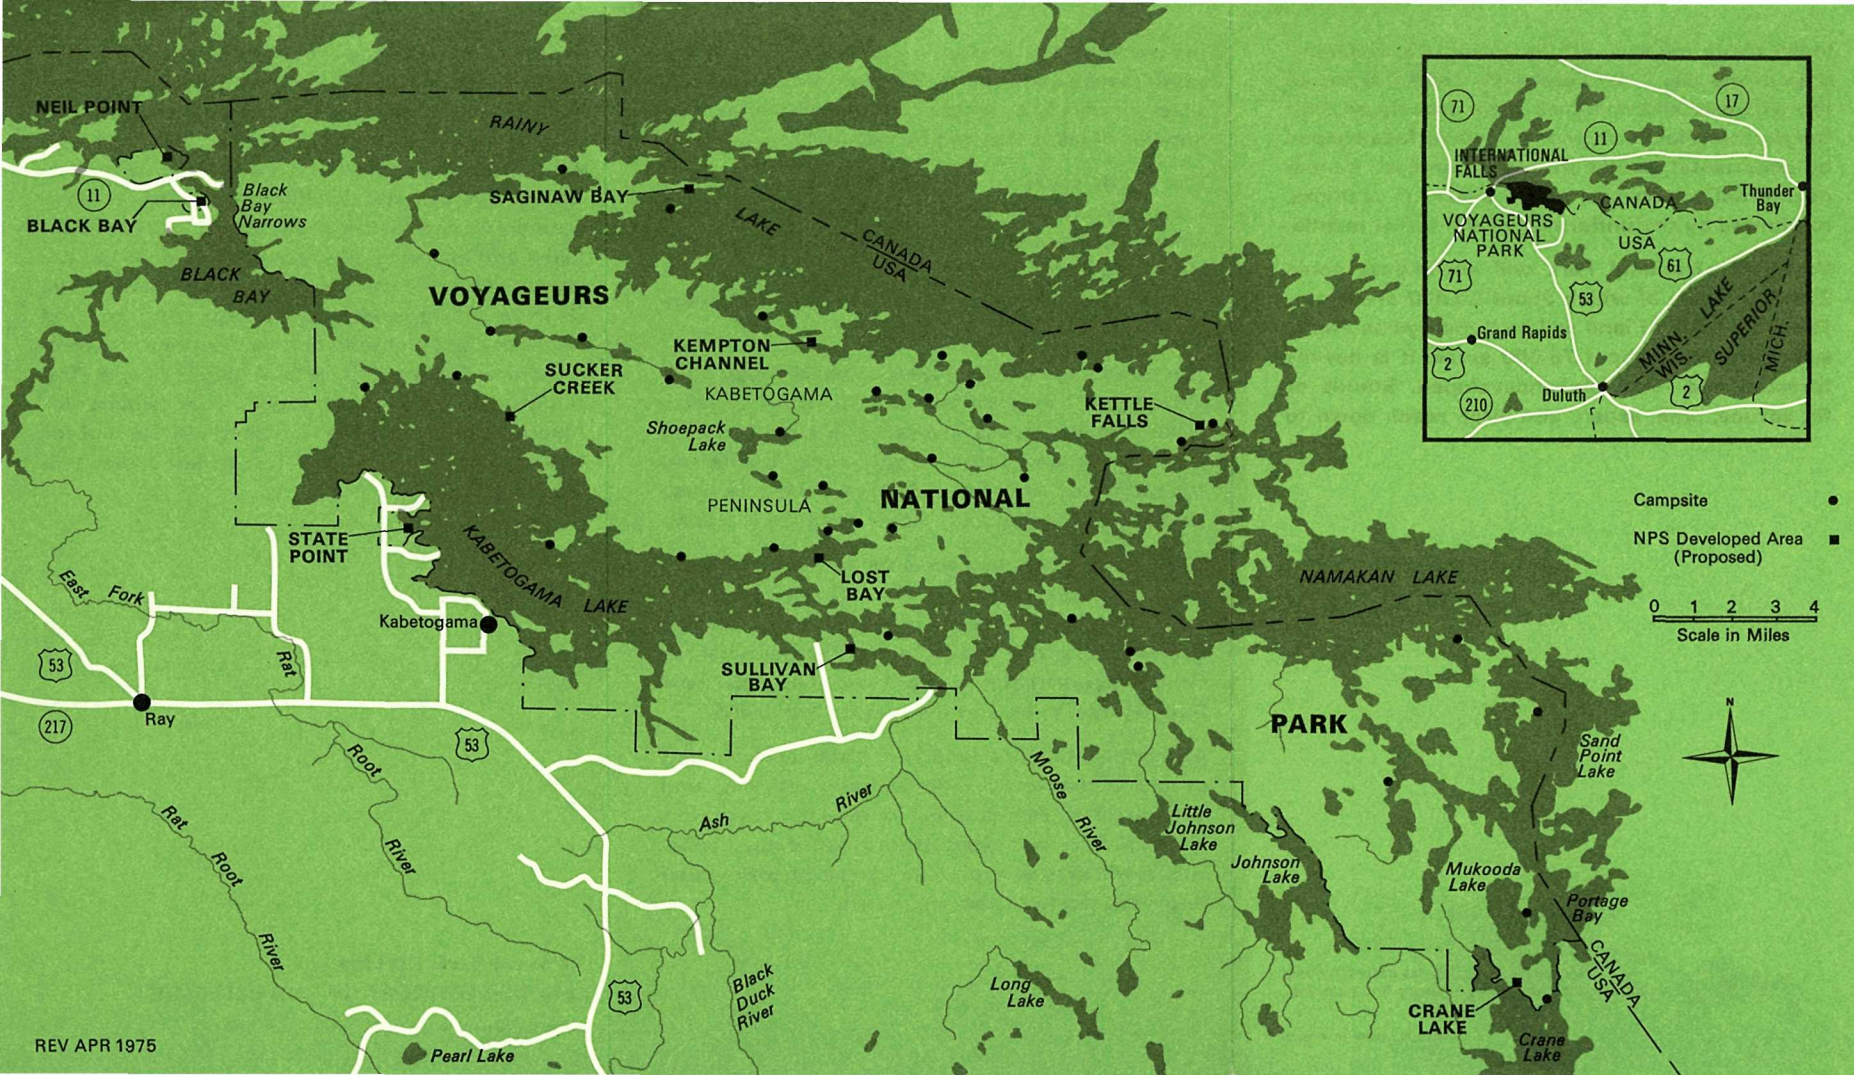 NEIL POINT
RAINY
11
BLACK BAY
Black
Bay
Narrows
SAGINAW BAY
LAKE
CANADA
USA
BLACK
BAY
VOYAGEURS
KEMPTON
CHANNEL
SUCKER
CREEK
KABETOGAMA
Shoepack
Lake
KETTLE
FALLS
PENINSULA
NATIONAL
STATE
POINT
KABETOGAMA LAKE
LOST
BAY
NAMAKAN LAKE
East Fork
Rat
Root
River
Kabetogama
53
SULLIVAN
BAY
217
Ray
53
PARK
Sand
Point
Lake
Moose
River
Ash River
Little
Johnson
Lake
Johnson
Lake
Mukooda
Lake
Portage
Bay
Rat
Root
River
CANADA
USA
Black
Duck
River
53
Long
Lake
CRANE
LAKE
Crane
Lake
Pearl Lake
REV APR 1975
71
17
11
INTERNATIONAL
FALLS
Thunder
Bay
CANADA
VOYAGEURS
NATIONAL
PARK
USA
61
71
53
LAKE
SUPERIOR
Grand Rapids
MINN.
WIS.
MICH.
2
Duluth
2
210
Campsite
NPS Developed Area
(Proposed)
0 1 2 3 4
Scale in Miles
N